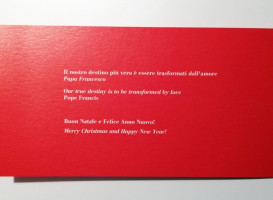 Il nostro destino più vero è essere trasformati dall'amore
Papa Francesco
Our true destiny is to be transformed by love
Pope Francis
Buon Natale e Felice Anno Nuovo!
Merry Christmas and Happy New Year!